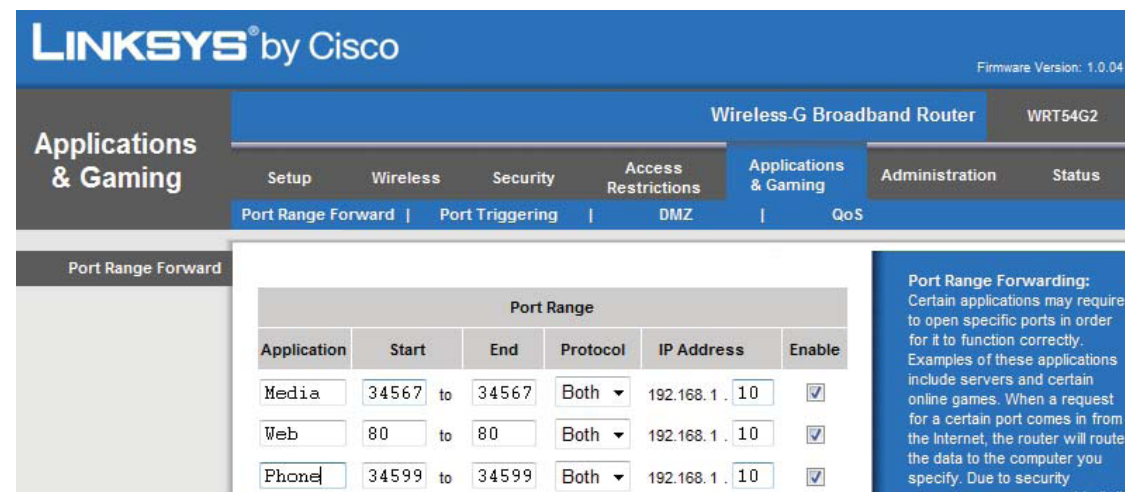 LINKSYS® by Cisco
Firmware Version: 1.0.04
Applications & Gaming
Wireless-G Broadband Router WRT54G2
Setup Wireless Security Access Restrictions Applications & Gaming Administration Status
Port Range Forward | Port Triggering | DMZ | QoS
Port Range Forward
Port Range
Application Start End Protocol IP Address Enable
Media 34567 to 34567 Both 192.168.1.10
Web 80 to 80 Both 192.168.1.10
Phone 34599 to 34599 Both 192.168.1.10
Port Range Forwarding:
Certain applications may require
to open specific ports in order
for it to function correctly.
Examples of these applications
include servers and certain
online games. When a request
for a certain port comes in from
the Internet, the router will route
the data to the computer you
specify. Due to security